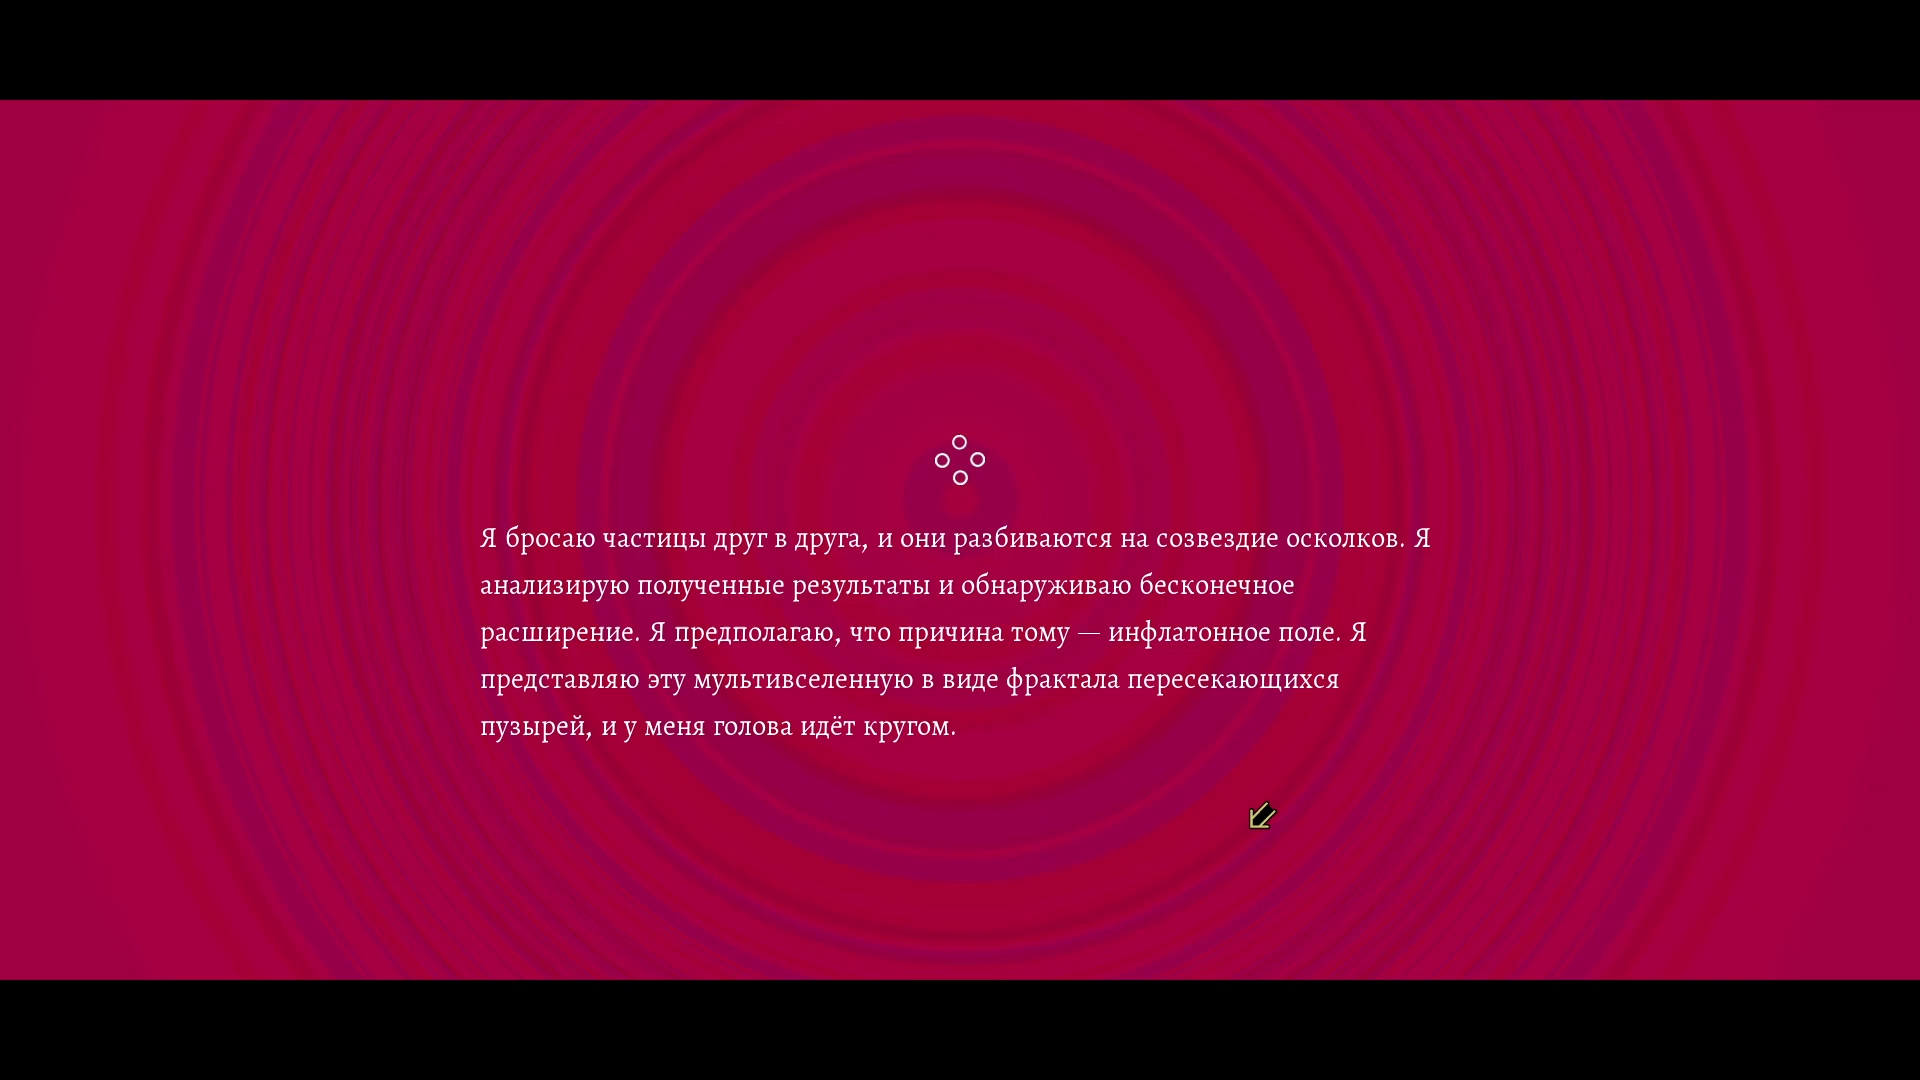 Я бросаю частицы друг в друга, и они разбиваются на созвездие осколков. Я
анализирую полученные результаты и обнаруживаю бесконечное
расширение. Я предполагаю, что причина тому — инфлатонное поле. Я
представляю эту мультивселенную в виде фрактала пересекающихся
пузырей, и у меня голова идёт кругом.